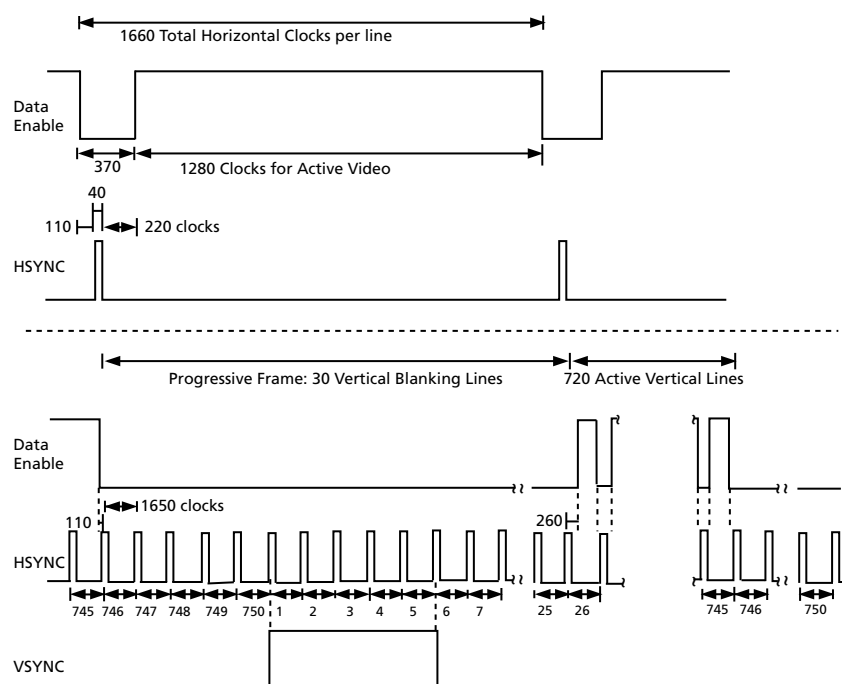 1660 Total Horizontal Clocks per line
Data
Enable
370
1280 Clocks for Active Video
40
110
220 clocks
HSYNC
Progressive Frame: 30 Vertical Blanking Lines
720 Active Vertical Lines
Data
Enable
1650 clocks
110
260
HSYNC
745 746 747 748 749 750 1 2 3 4 5 6 7 25 26 745 746 750
VSYNC